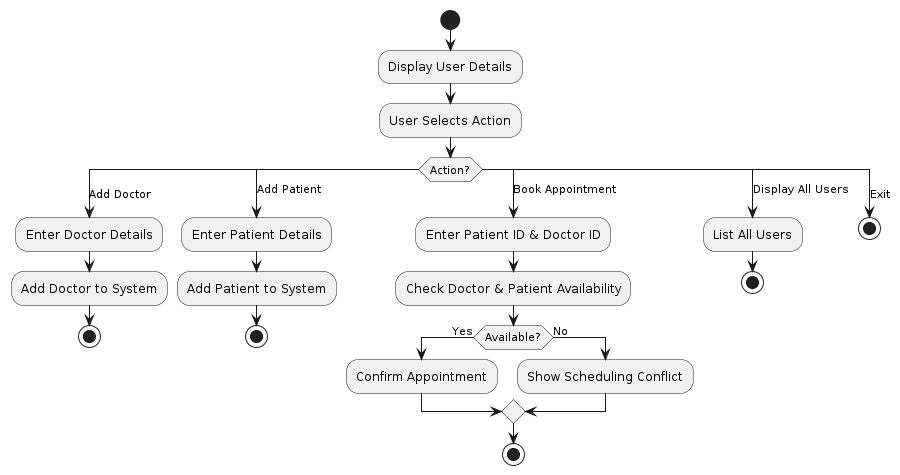 Display User Details
User Selects Action
Action?
Add Doctor
Add Patient
Book Appointment
Display All Users
Exit
Enter Doctor Details
Enter Patient Details
Enter Patient ID & Doctor ID
List All Users
Add Doctor to System
Add Patient to System
Check Doctor & Patient Availability
Yes
Available?
No
Confirm Appointment
Show Scheduling Conflict